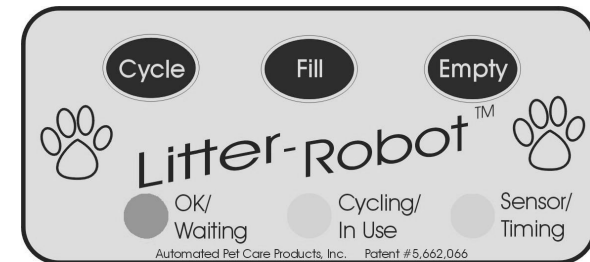 Cycle Fill Empty
Litter-Robot™
OK/ Cycling/ Sensor/
Waiting In Use Timing
Automated Pet Care Products, Inc. Patent #5,662,066